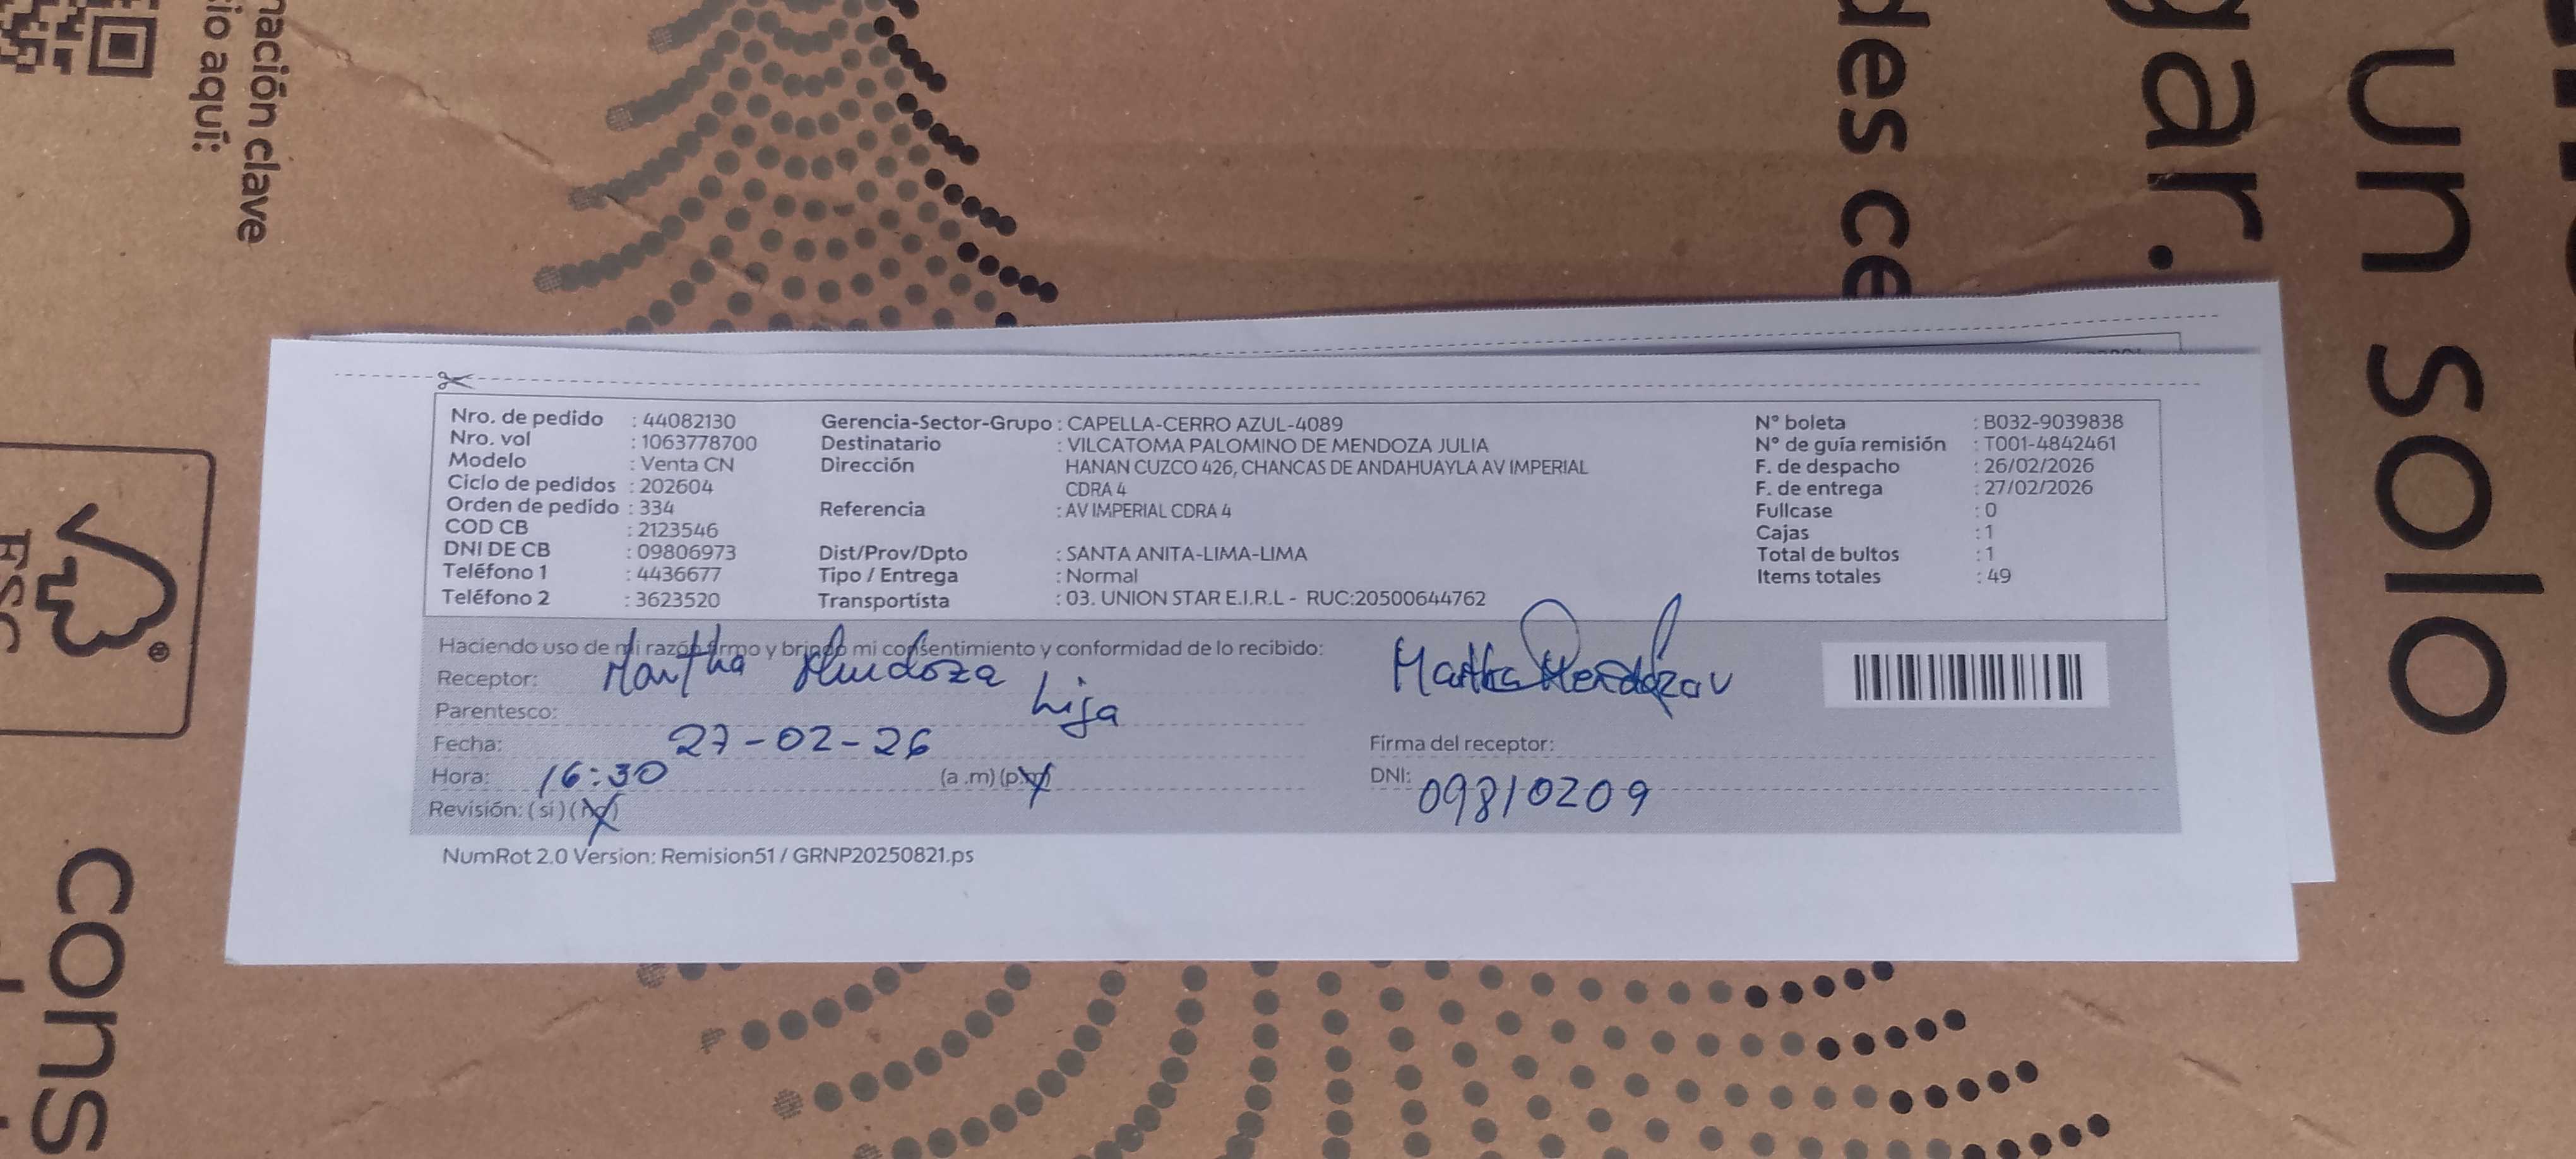 mación clave
io aquí:
des ce
gar.
un solo
cons
FSC®
Nro. de pedido : 44082130
Nro. vol : 1063778700
Modelo : Venta CN
Ciclo de pedidos : 202604
Orden de pedido : 334
COD CB : 2123546
DNI DE CB : 09806973
Teléfono 1 : 4436677
Teléfono 2 : 3623520
Gerencia-Sector-Grupo : CAPELLA-CERRO AZUL-4089
Destinatario : VILCATOMA PALOMINO DE MENDOZA JULIA
Dirección HANAN CUZCO 426, CHANCAS DE ANDAHUAYLA AV IMPERIAL
CDRA 4
Referencia : AV IMPERIAL CDRA 4
Dist/Prov/Dpto : SANTA ANITA-LIMA-LIMA
Tipo / Entrega : Normal
Transportista : 03. UNION STAR E.I.R.L - RUC:20500644762
N° boleta : B032-9039838
N° de guía remisión : T001-4842461
F. de despacho : 26/02/2026
F. de entrega : 27/02/2026
Fullcase : 0
Cajas : 1
Total de bultos : 1
Items totales : 49
Haciendo uso de mi razón firmo y brindo mi consentimiento y conformidad de lo recibido:
Receptor: Martha Mendoza
Parentesco: hija
Fecha: 27-02-26
Hora: 16:30 (a .m) (p.m)
Revisión: ( si ) ( no )
Martha Mendoza V
Firma del receptor:
DNI: 09810209
NumRot 2.0 Version: Remision51 / GRNP20250821.ps